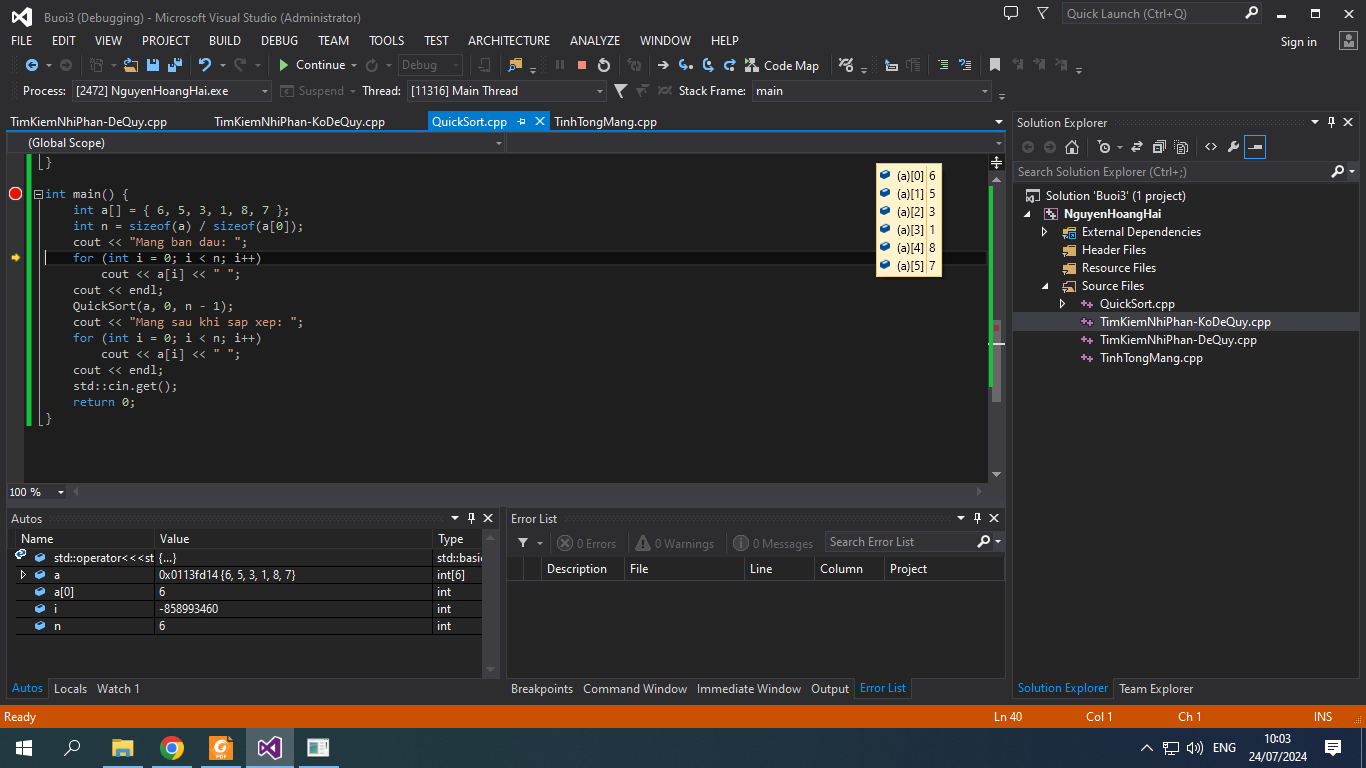 Buoi3 (Debugging) - Microsoft Visual Studio (Administrator)
Quick Launch (Ctrl+Q)
FILE EDIT VIEW PROJECT BUILD DEBUG TEAM TOOLS TEST ARCHITECTURE ANALYZE WINDOW HELP
Sign in
Continue Debug Code Map
Process: [2472] NguyenHoangHai.exe Suspend Thread: [11316] Main Thread Stack Frame: main
TimKiemNhiPhan-DeQuy.cpp TimKiemNhiPhan-KoDeQuy.cpp QuickSort.cpp TinhTongMang.cpp
(Global Scope)
}
int main() {
int a[] = { 6, 5, 3, 1, 8, 7 };
int n = sizeof(a) / sizeof(a[0]);
cout << "Mang ban dau: ";
for (int i = 0; i < n; i++)
cout << a[i] << " ";
cout << endl;
QuickSort(a, 0, n - 1);
cout << "Mang sau khi sap xep: ";
for (int i = 0; i < n; i++)
cout << a[i] << " ";
cout << endl;
std::cin.get();
return 0;
}
(a)[0] 6
(a)[1] 5
(a)[2] 3
(a)[3] 1
(a)[4] 8
(a)[5] 7
100 %
Solution Explorer
Search Solution Explorer (Ctrl+;)
Solution 'Buoi3' (1 project)
NguyenHoangHai
External Dependencies
Header Files
Resource Files
Source Files
QuickSort.cpp
TimKiemNhiPhan-KoDeQuy.cpp
TimKiemNhiPhan-DeQuy.cpp
TinhTongMang.cpp
Autos
Name Value Type
std::operator<<<st {...} std::basi
a 0x0113fd14 {6, 5, 3, 1, 8, 7} int[6]
a[0] 6 int
i -858993460 int
n 6 int
Autos Locals Watch 1
Error List
0 Errors 0 Warnings 0 Messages Search Error List
Description File Line Column Project
Breakpoints Command Window Immediate Window Output Error List
Solution Explorer Team Explorer
Ready Ln 40 Col 1 Ch 1 INS
PDF
ENG
10:03
24/07/2024